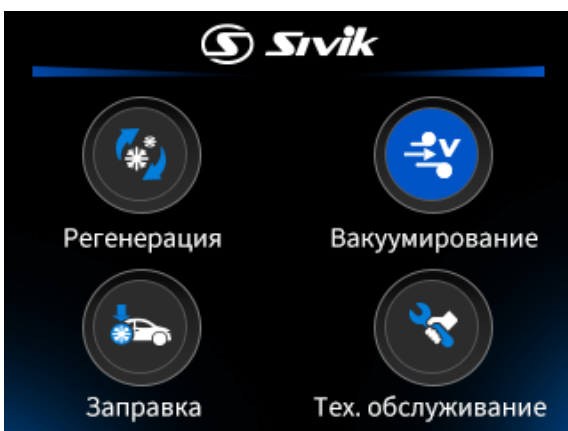 Sivik
Регенерация
Вакуумирование
Заправка
Тех. обслуживание